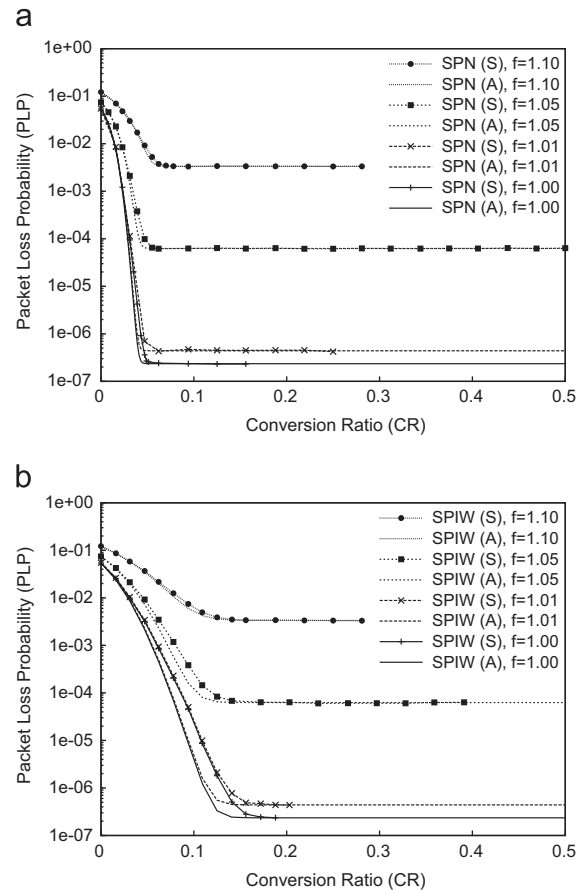 a
1e+00
1e-01
1e-02
1e-03
1e-04
1e-05
1e-06
1e-07
Packet Loss Probability (PLP)
SPN (S), f=1.10
SPN (A), f=1.10
SPN (S), f=1.05
SPN (A), f=1.05
SPN (S), f=1.01
SPN (A), f=1.01
SPN (S), f=1.00
SPN (A), f=1.00
0 0.1 0.2 0.3 0.4 0.5
Conversion Ratio (CR)
b
1e+00
1e-01
1e-02
1e-03
1e-04
1e-05
1e-06
1e-07
Packet Loss Probability (PLP)
SPIW (S), f=1.10
SPIW (A), f=1.10
SPIW (S), f=1.05
SPIW (A), f=1.05
SPIW (S), f=1.01
SPIW (A), f=1.01
SPIW (S), f=1.00
SPIW (A), f=1.00
0 0.1 0.2 0.3 0.4 0.5
Conversion Ratio (CR)